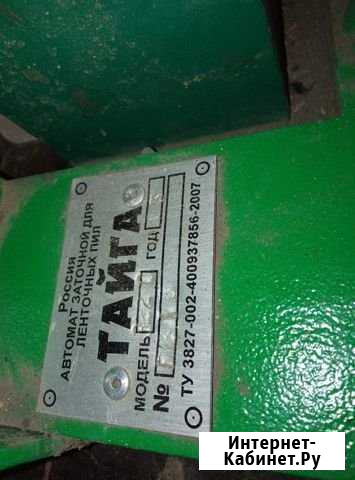 Россия
АВТОМАТ ЗАТОЧНОЙ ДЛЯ
ЛЕНТОЧНЫХ ПИЛ
ТАЙГА
МОДЕЛЬ ГОД
№
ТУ 3827-002-400937856-2007
Интернет-
Кабинет.Ру